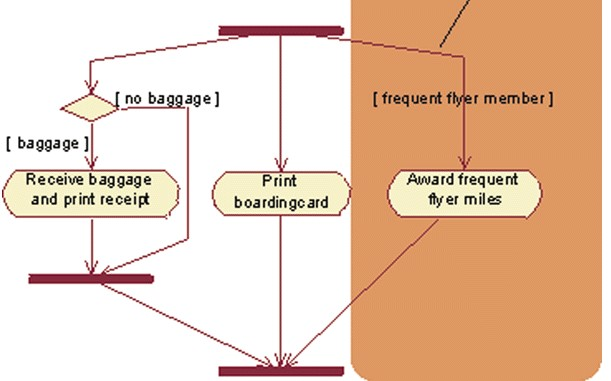 [ no baggage ]
[ frequent flyer member ]
[ baggage ]
Receive baggage
and print receipt
Print
boardingcard
Award frequent
flyer miles